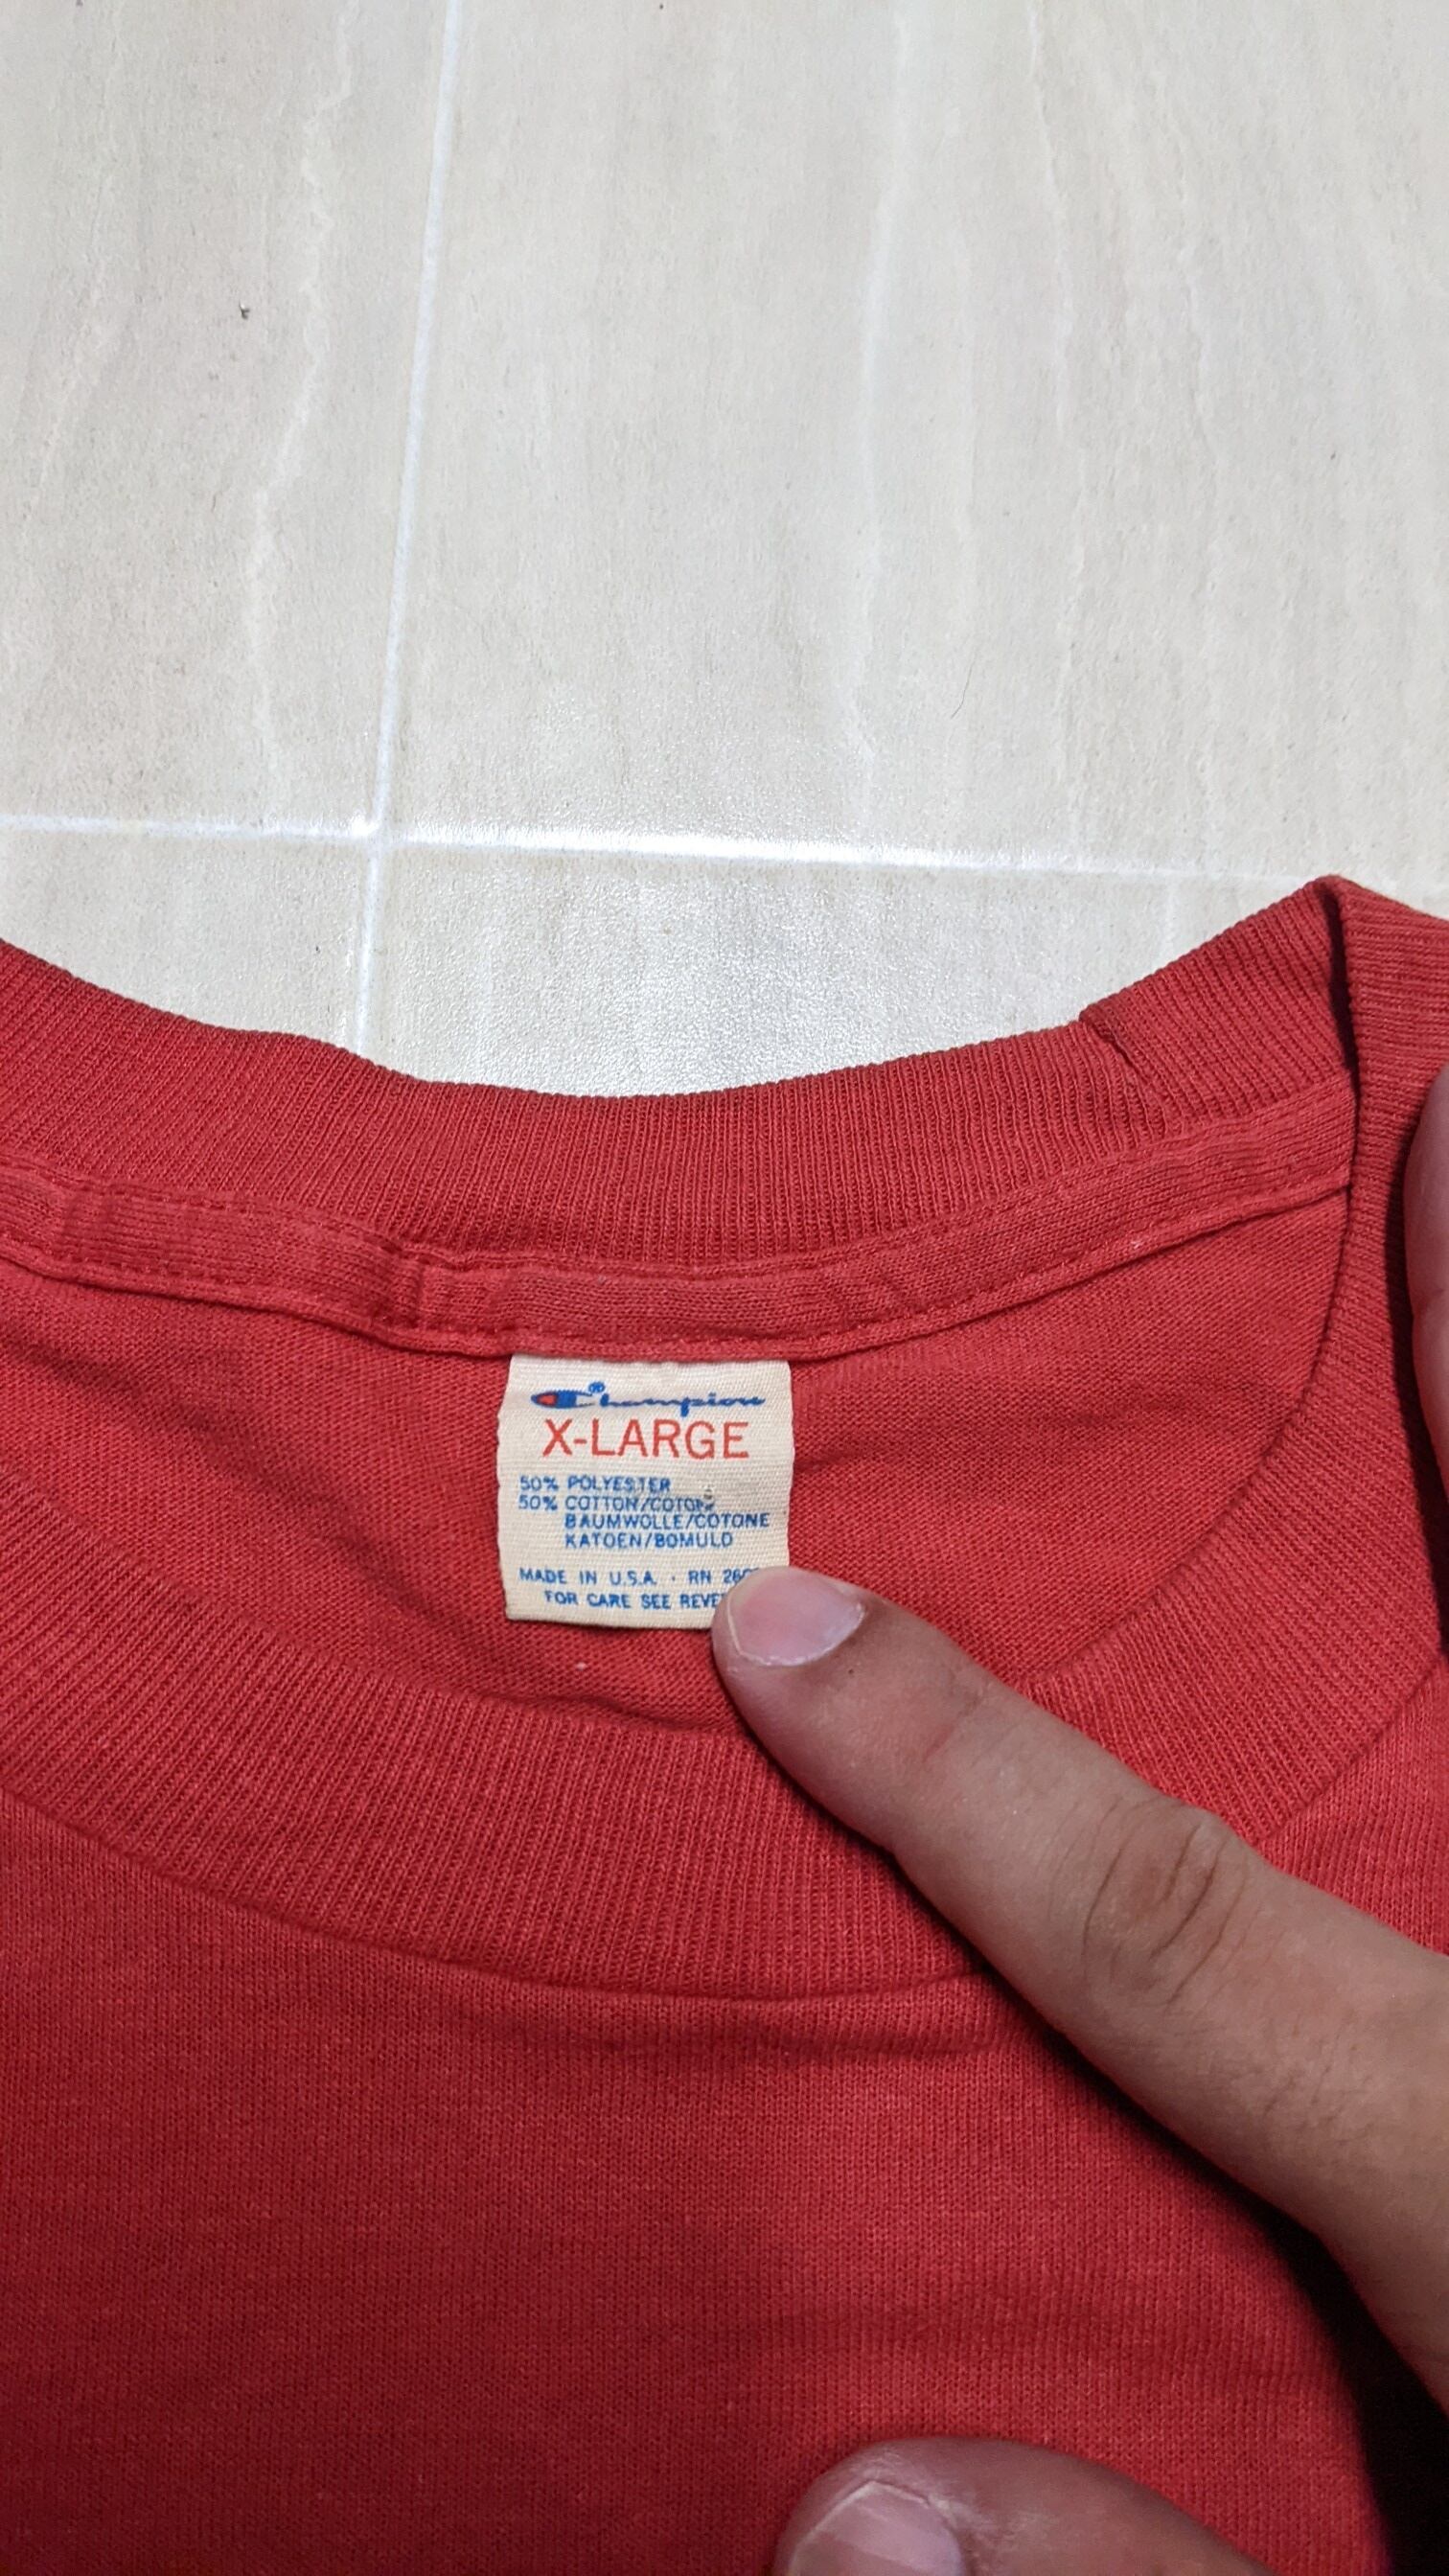 Champion®
X-LARGE
50% POLYESTER
50% COTTON/COTON
BAUMWOLLE/COTONE
KATOEN/BOMULD
MADE IN U.S.A. · RN
FOR CARE SEE